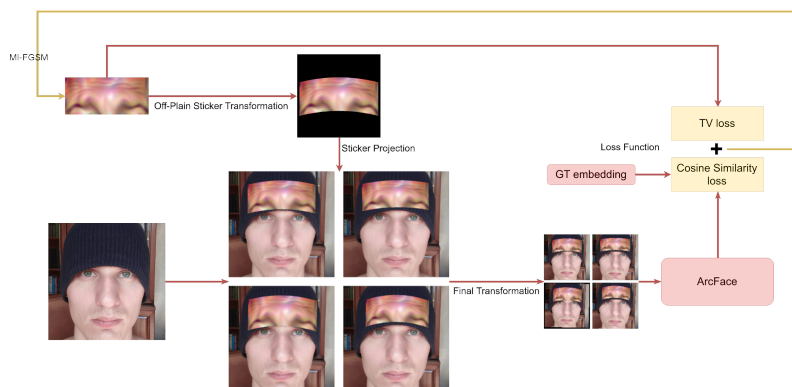 MI-FGSM
Off-Plain Sticker Transformation
Sticker Projection
TV loss
Loss Function
+
GT embedding
Cosine Similarity
loss
Final Transformation
ArcFace